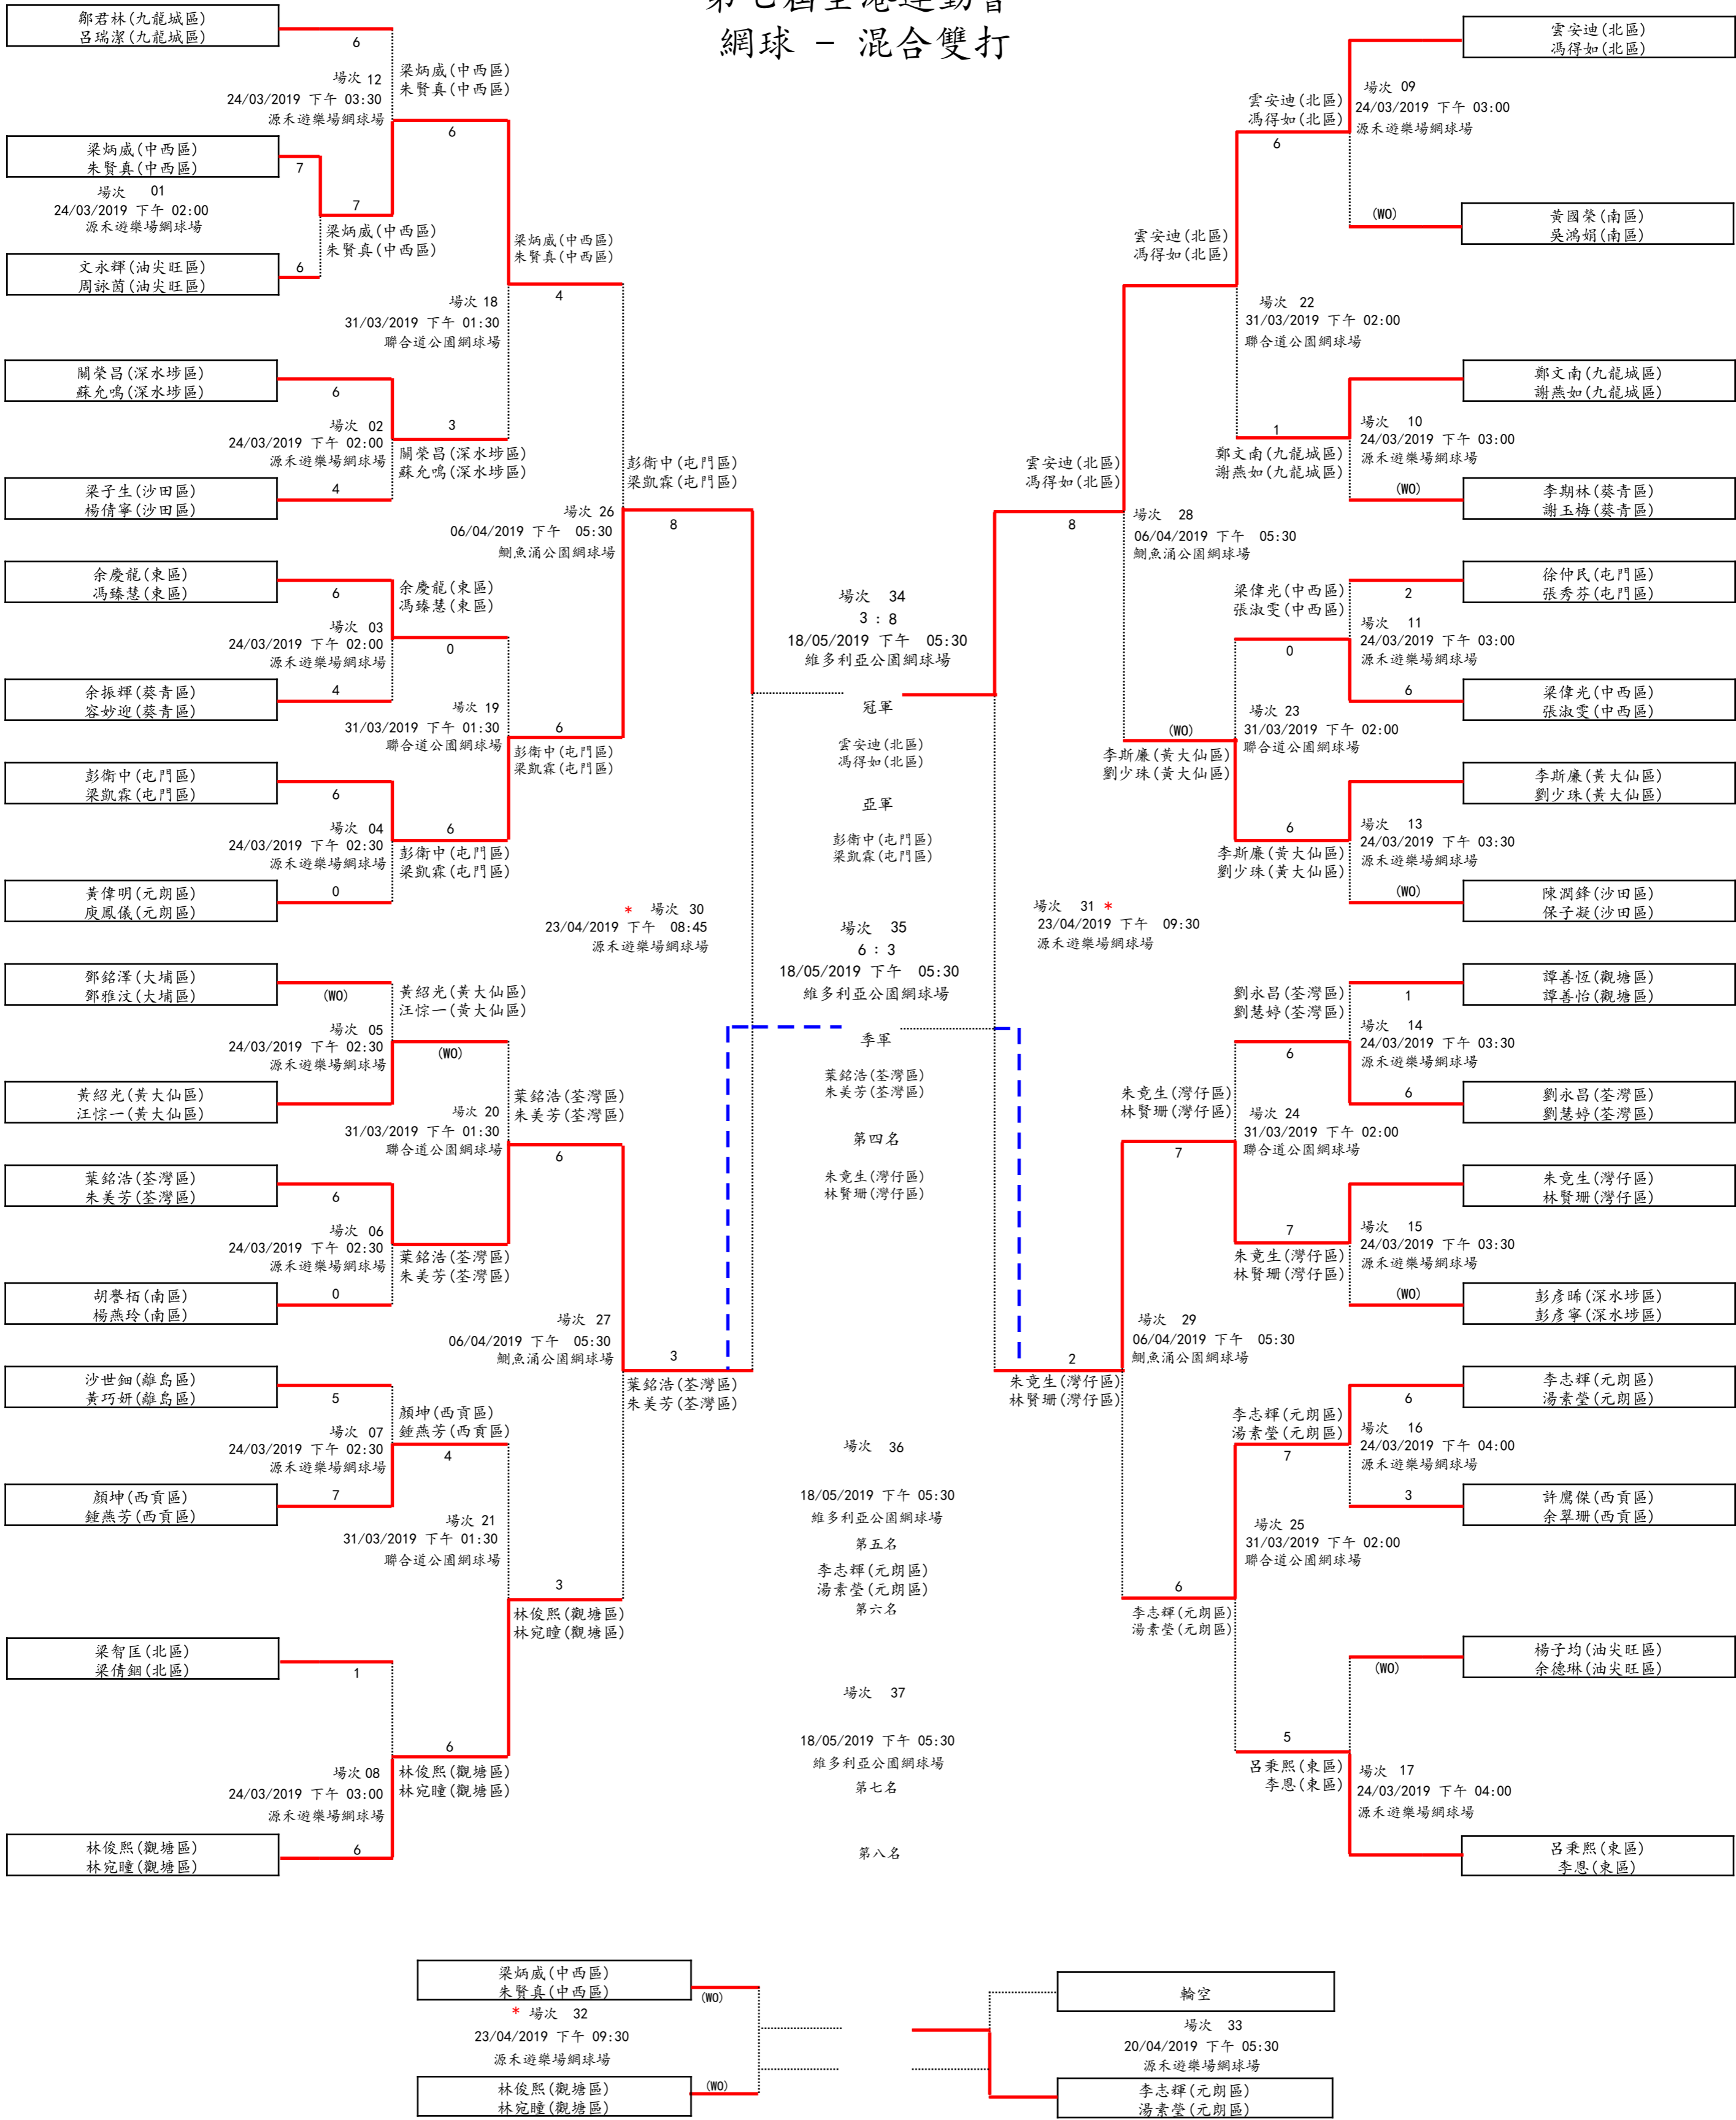 第七屆全港運動會
網球 - 混合雙打
鄒君林(九龍城區)
呂瑞潔(九龍城區)
6
場次 12
24/03/2019 下午 03:30
源禾遊樂場網球場
梁炳威(中西區)
朱賢真(中西區)
6
梁炳威(中西區)
朱賢真(中西區)
7
場次 01
24/03/2019 下午 02:00
源禾遊樂場網球場
7
梁炳威(中西區)
朱賢真(中西區)
文永輝(油尖旺區)
周詠茵(油尖旺區)
6
梁炳威(中西區)
朱賢真(中西區)
4
場次 18
31/03/2019 下午 01:30
聯合道公園網球場
關榮昌(深水埗區)
蘇允鳴(深水埗區)
6
場次 02
24/03/2019 下午 02:00
源禾遊樂場網球場
3
關榮昌(深水埗區)
蘇允鳴(深水埗區)
梁子生(沙田區)
楊倩寧(沙田區)
4
彭衛中(屯門區)
梁凱霖(屯門區)
8
場次 26
06/04/2019 下午 05:30
鰂魚涌公園網球場
余慶龍(東區)
馮臻慧(東區)
6
余慶龍(東區)
馮臻慧(東區)
場次 03
24/03/2019 下午 02:00
源禾遊樂場網球場
0
余振輝(葵青區)
容妙迎(葵青區)
4
場次 19
31/03/2019 下午 01:30
聯合道公園網球場
6
彭衛中(屯門區)
梁凱霖(屯門區)
彭衛中(屯門區)
梁凱霖(屯門區)
6
場次 04
24/03/2019 下午 02:30
源禾遊樂場網球場
6
彭衛中(屯門區)
梁凱霖(屯門區)
黃偉明(元朗區)
庾鳳儀(元朗區)
0
* 場次 30
23/04/2019 下午 08:45
源禾遊樂場網球場
鄧銘澤(大埔區)
鄧雅汶(大埔區)
(WO)
黃紹光(黃大仙區)
汪悰一(黃大仙區)
場次 05
24/03/2019 下午 02:30
源禾遊樂場網球場
(WO)
黃紹光(黃大仙區)
汪悰一(黃大仙區)
葉銘浩(荃灣區)
朱美芳(荃灣區)
場次 20
31/03/2019 下午 01:30
聯合道公園網球場
6
葉銘浩(荃灣區)
朱美芳(荃灣區)
6
場次 06
24/03/2019 下午 02:30
源禾遊樂場網球場
葉銘浩(荃灣區)
朱美芳(荃灣區)
胡譽栢(南區)
楊燕玲(南區)
0
場次 27
06/04/2019 下午 05:30
鰂魚涌公園網球場
3
葉銘浩(荃灣區)
朱美芳(荃灣區)
沙世鈿(離島區)
黃巧妍(離島區)
5
顏坤(西貢區)
鍾燕芳(西貢區)
場次 07
24/03/2019 下午 02:30
源禾遊樂場網球場
4
顏坤(西貢區)
鍾燕芳(西貢區)
7
場次 21
31/03/2019 下午 01:30
聯合道公園網球場
3
林俊熙(觀塘區)
林宛瞳(觀塘區)
梁智匡(北區)
梁倩錮(北區)
1
6
場次 08
24/03/2019 下午 03:00
源禾遊樂場網球場
林俊熙(觀塘區)
林宛瞳(觀塘區)
林俊熙(觀塘區)
林宛瞳(觀塘區)
6
場次 34
3 : 8
18/05/2019 下午 05:30
維多利亞公園網球場
冠軍
雲安迪(北區)
馮得如(北區)
亞軍
彭衛中(屯門區)
梁凱霖(屯門區)
場次 35
6 : 3
18/05/2019 下午 05:30
維多利亞公園網球場
季軍
葉銘浩(荃灣區)
朱美芳(荃灣區)
第四名
朱竟生(灣仔區)
林賢珊(灣仔區)
場次 36
18/05/2019 下午 05:30
維多利亞公園網球場
第五名
李志輝(元朗區)
湯素瑩(元朗區)
第六名
場次 37
18/05/2019 下午 05:30
維多利亞公園網球場
第七名
第八名
雲安迪(北區)
馮得如(北區)
場次 09
24/03/2019 下午 03:00
源禾遊樂場網球場
雲安迪(北區)
馮得如(北區)
6
(WO)
黃國榮(南區)
吳鴻娟(南區)
雲安迪(北區)
馮得如(北區)
場次 22
31/03/2019 下午 02:00
聯合道公園網球場
鄭文南(九龍城區)
謝燕如(九龍城區)
場次 10
24/03/2019 下午 03:00
源禾遊樂場網球場
1
鄭文南(九龍城區)
謝燕如(九龍城區)
(WO)
李期林(葵青區)
謝玉梅(葵青區)
雲安迪(北區)
馮得如(北區)
8
場次 28
06/04/2019 下午 05:30
鰂魚涌公園網球場
徐仲民(屯門區)
張秀芬(屯門區)
2
梁偉光(中西區)
張淑雯(中西區)
場次 11
24/03/2019 下午 03:00
源禾遊樂場網球場
0
6
梁偉光(中西區)
張淑雯(中西區)
場次 23
31/03/2019 下午 02:00
聯合道公園網球場
(WO)
李斯廉(黃大仙區)
劉少珠(黃大仙區)
李斯廉(黃大仙區)
劉少珠(黃大仙區)
場次 13
24/03/2019 下午 03:30
源禾遊樂場網球場
6
李斯廉(黃大仙區)
劉少珠(黃大仙區)
(WO)
陳潤鋒(沙田區)
保子凝(沙田區)
場次 31 *
23/04/2019 下午 09:30
源禾遊樂場網球場
譚善恆(觀塘區)
譚善怡(觀塘區)
1
劉永昌(荃灣區)
劉慧婷(荃灣區)
場次 14
24/03/2019 下午 03:30
源禾遊樂場網球場
6
6
劉永昌(荃灣區)
劉慧婷(荃灣區)
朱竟生(灣仔區)
林賢珊(灣仔區)
7
場次 24
31/03/2019 下午 02:00
聯合道公園網球場
朱竟生(灣仔區)
林賢珊(灣仔區)
場次 15
24/03/2019 下午 03:30
源禾遊樂場網球場
7
朱竟生(灣仔區)
林賢珊(灣仔區)
(WO)
彭彥晞(深水埗區)
彭彥寧(深水埗區)
場次 29
06/04/2019 下午 05:30
鰂魚涌公園網球場
2
朱竟生(灣仔區)
林賢珊(灣仔區)
李志輝(元朗區)
湯素瑩(元朗區)
6
李志輝(元朗區)
湯素瑩(元朗區)
場次 16
24/03/2019 下午 04:00
源禾遊樂場網球場
7
3
許鷹傑(西貢區)
余翠珊(西貢區)
場次 25
31/03/2019 下午 02:00
聯合道公園網球場
6
李志輝(元朗區)
湯素瑩(元朗區)
(WO)
楊子均(油尖旺區)
余德琳(油尖旺區)
5
呂秉熙(東區)
李恩(東區)
場次 17
24/03/2019 下午 04:00
源禾遊樂場網球場
呂秉熙(東區)
李恩(東區)
梁炳威(中西區)
朱賢真(中西區)
(WO)
* 場次 32
23/04/2019 下午 09:30
源禾遊樂場網球場
林俊熙(觀塘區)
林宛瞳(觀塘區)
(WO)
輪空
場次 33
20/04/2019 下午 05:30
源禾遊樂場網球場
李志輝(元朗區)
湯素瑩(元朗區)